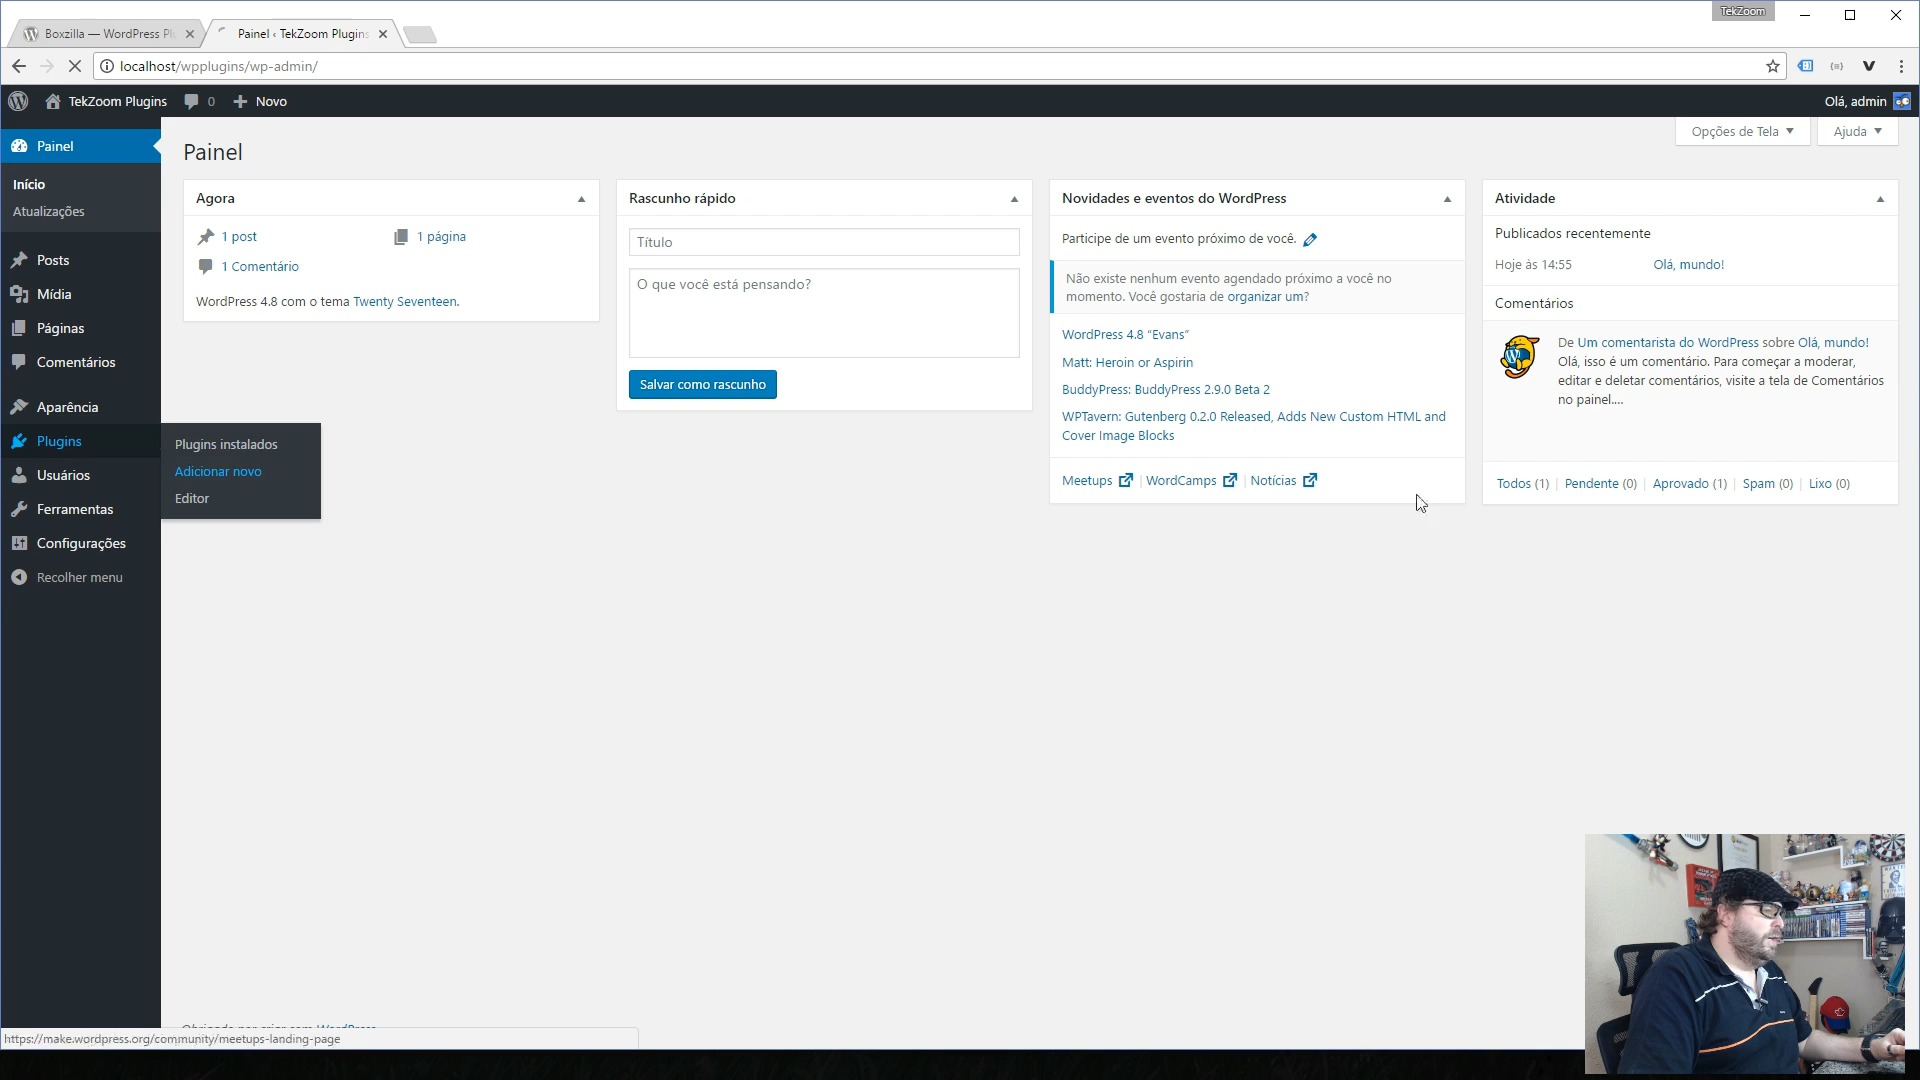 TekZoom
Boxzilla — WordPress Plu
Painel ‹ TekZoom Plugins
localhost/wpplugins/wp-admin/
TekZoom Plugins
0
Novo
Olá, admin
Painel
Início
Atualizações
Posts
Mídia
Páginas
Comentários
Aparência
Plugins
Usuários
Ferramentas
Configurações
Recolher menu
Plugins instalados
Adicionar novo
Editor
Opções de Tela
Ajuda
Painel
Agora
1 post
1 página
1 Comentário
WordPress 4.8 com o tema Twenty Seventeen.
Rascunho rápido
Título
O que você está pensando?
Salvar como rascunho
Novidades e eventos do WordPress
Participe de um evento próximo de você.
Não existe nenhum evento agendado próximo a você no
momento. Você gostaria de organizar um?
WordPress 4.8 “Evans”
Matt: Heroin or Aspirin
BuddyPress: BuddyPress 2.9.0 Beta 2
WPTavern: Gutenberg 0.2.0 Released, Adds New Custom HTML and
Cover Image Blocks
Meetups | WordCamps | Notícias
Atividade
Publicados recentemente
Hoje às 14:55 Olá, mundo!
Comentários
De Um comentarista do WordPress sobre Olá, mundo!
Olá, isso é um comentário. Para começar a moderar,
editar e deletar comentários, visite a tela de Comentários
no painel....
Todos (1) | Pendente (0) | Aprovado (1) | Spam (0) | Lixo (0)
Obrigado por criar com WordPress
https://make.wordpress.org/community/meetups-landing-page